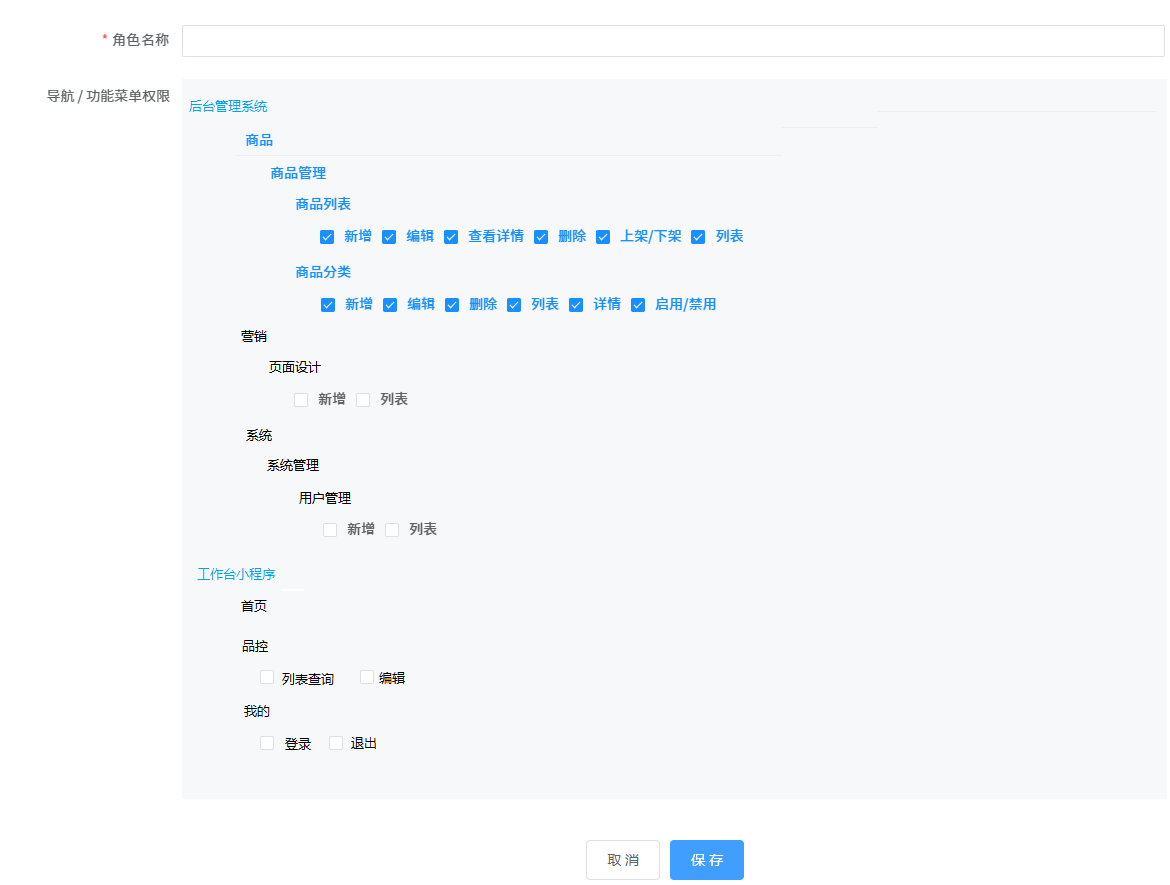 * 角色名称
导航 / 功能菜单权限
后台管理系统
商品
商品管理
商品列表
新增 编辑 查看详情 删除 上架/下架 列表
商品分类
新增 编辑 删除 列表 详情 启用/禁用
营销
页面设计
新增 列表
系统
系统管理
用户管理
新增 列表
工作台小程序
首页
品控
列表查询 编辑
我的
登录 退出
取消 保存